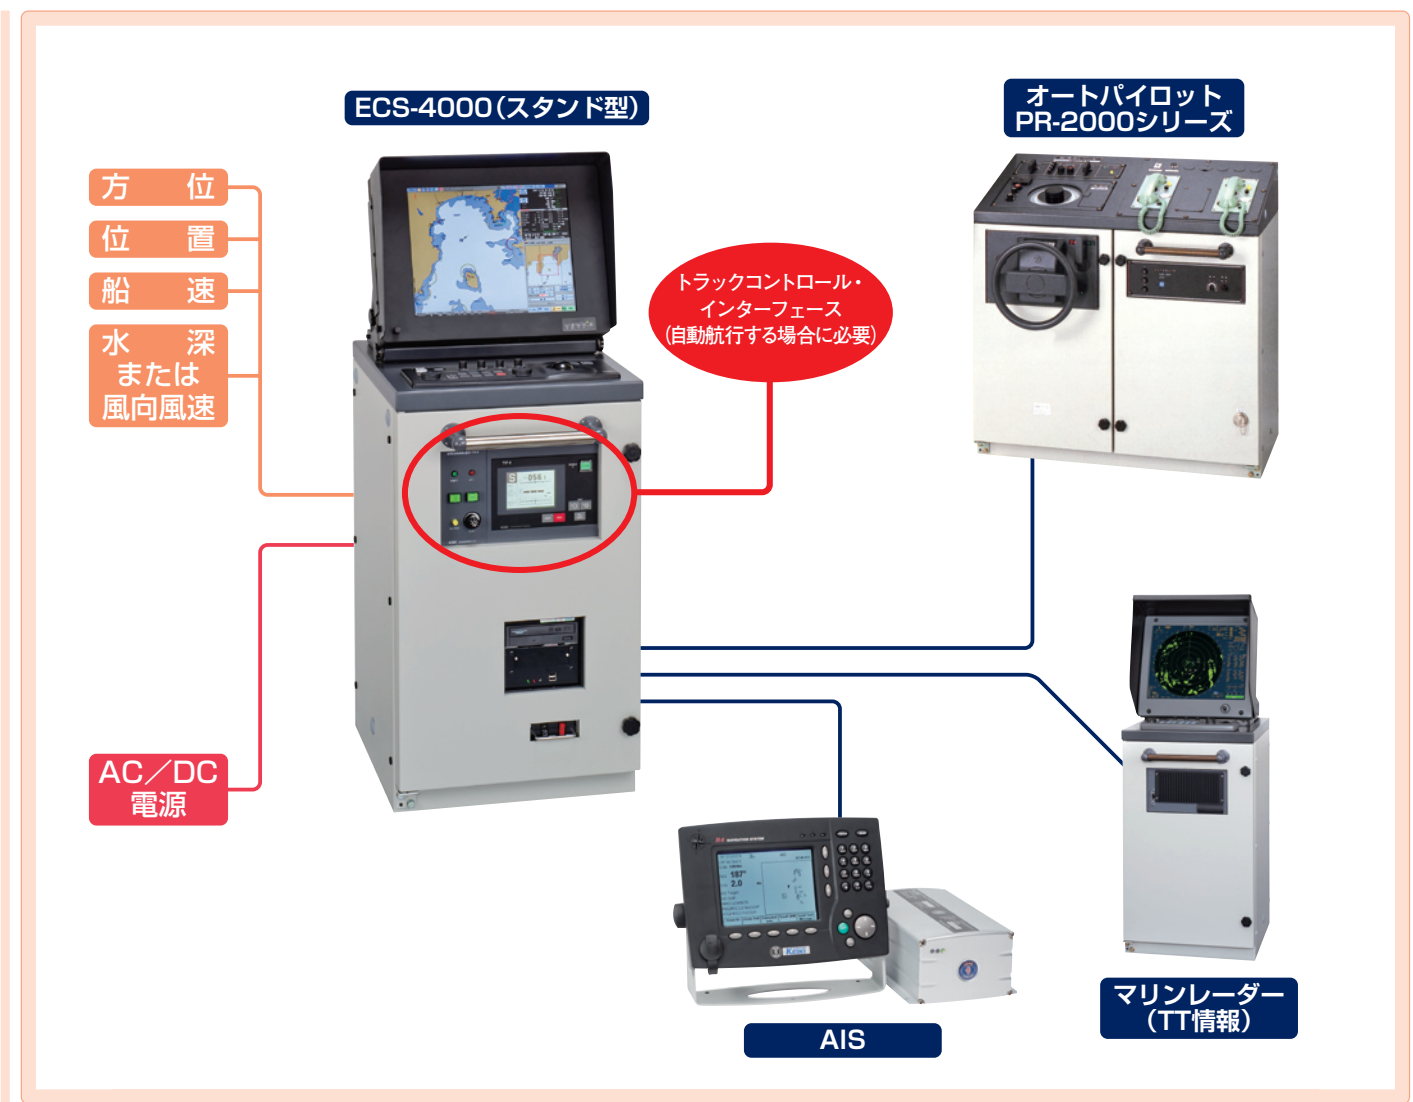 ECS-4000（スタンド型）
オートパイロット
PR-2000シリーズ
方　位
位　置
船　速
水　深
または
風向風速
トラックコントロール・
インターフェース
(自動航行する場合に必要)
AC／DC
電源
187°
2.0
AIS
マリンレーダー
（TT情報）